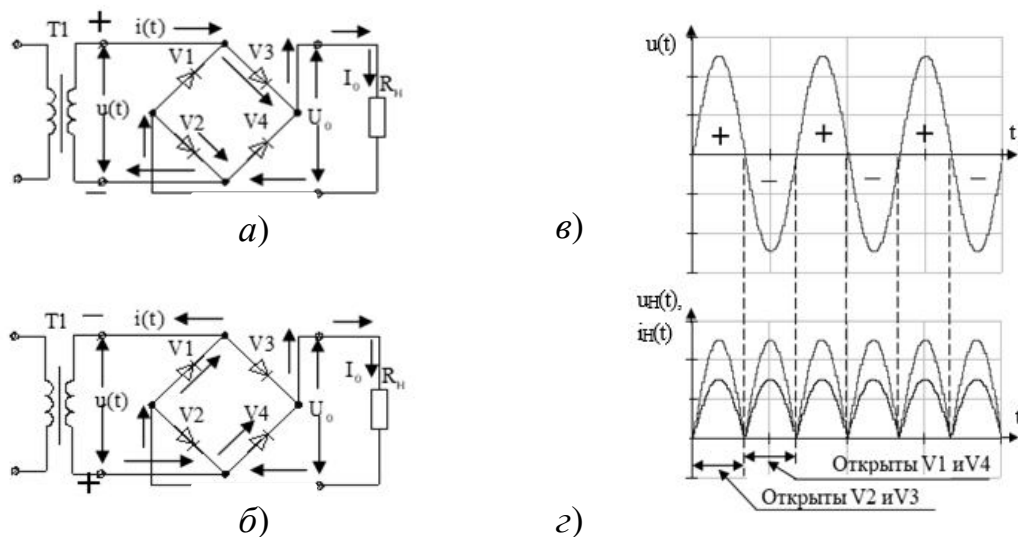 T1 + i(t)
V1 V3
I₀ Rн
u(t) U₀
V2 V4
−
а)
T1 − i(t)
V1 V3
I₀ Rн
u(t) U₀
V2 V4
+
б)
u(t)
+ + +
t
− − −
в)
uн(t),
iн(t)
t
Открыты V1 иV4
Открыты V2 иV3
г)